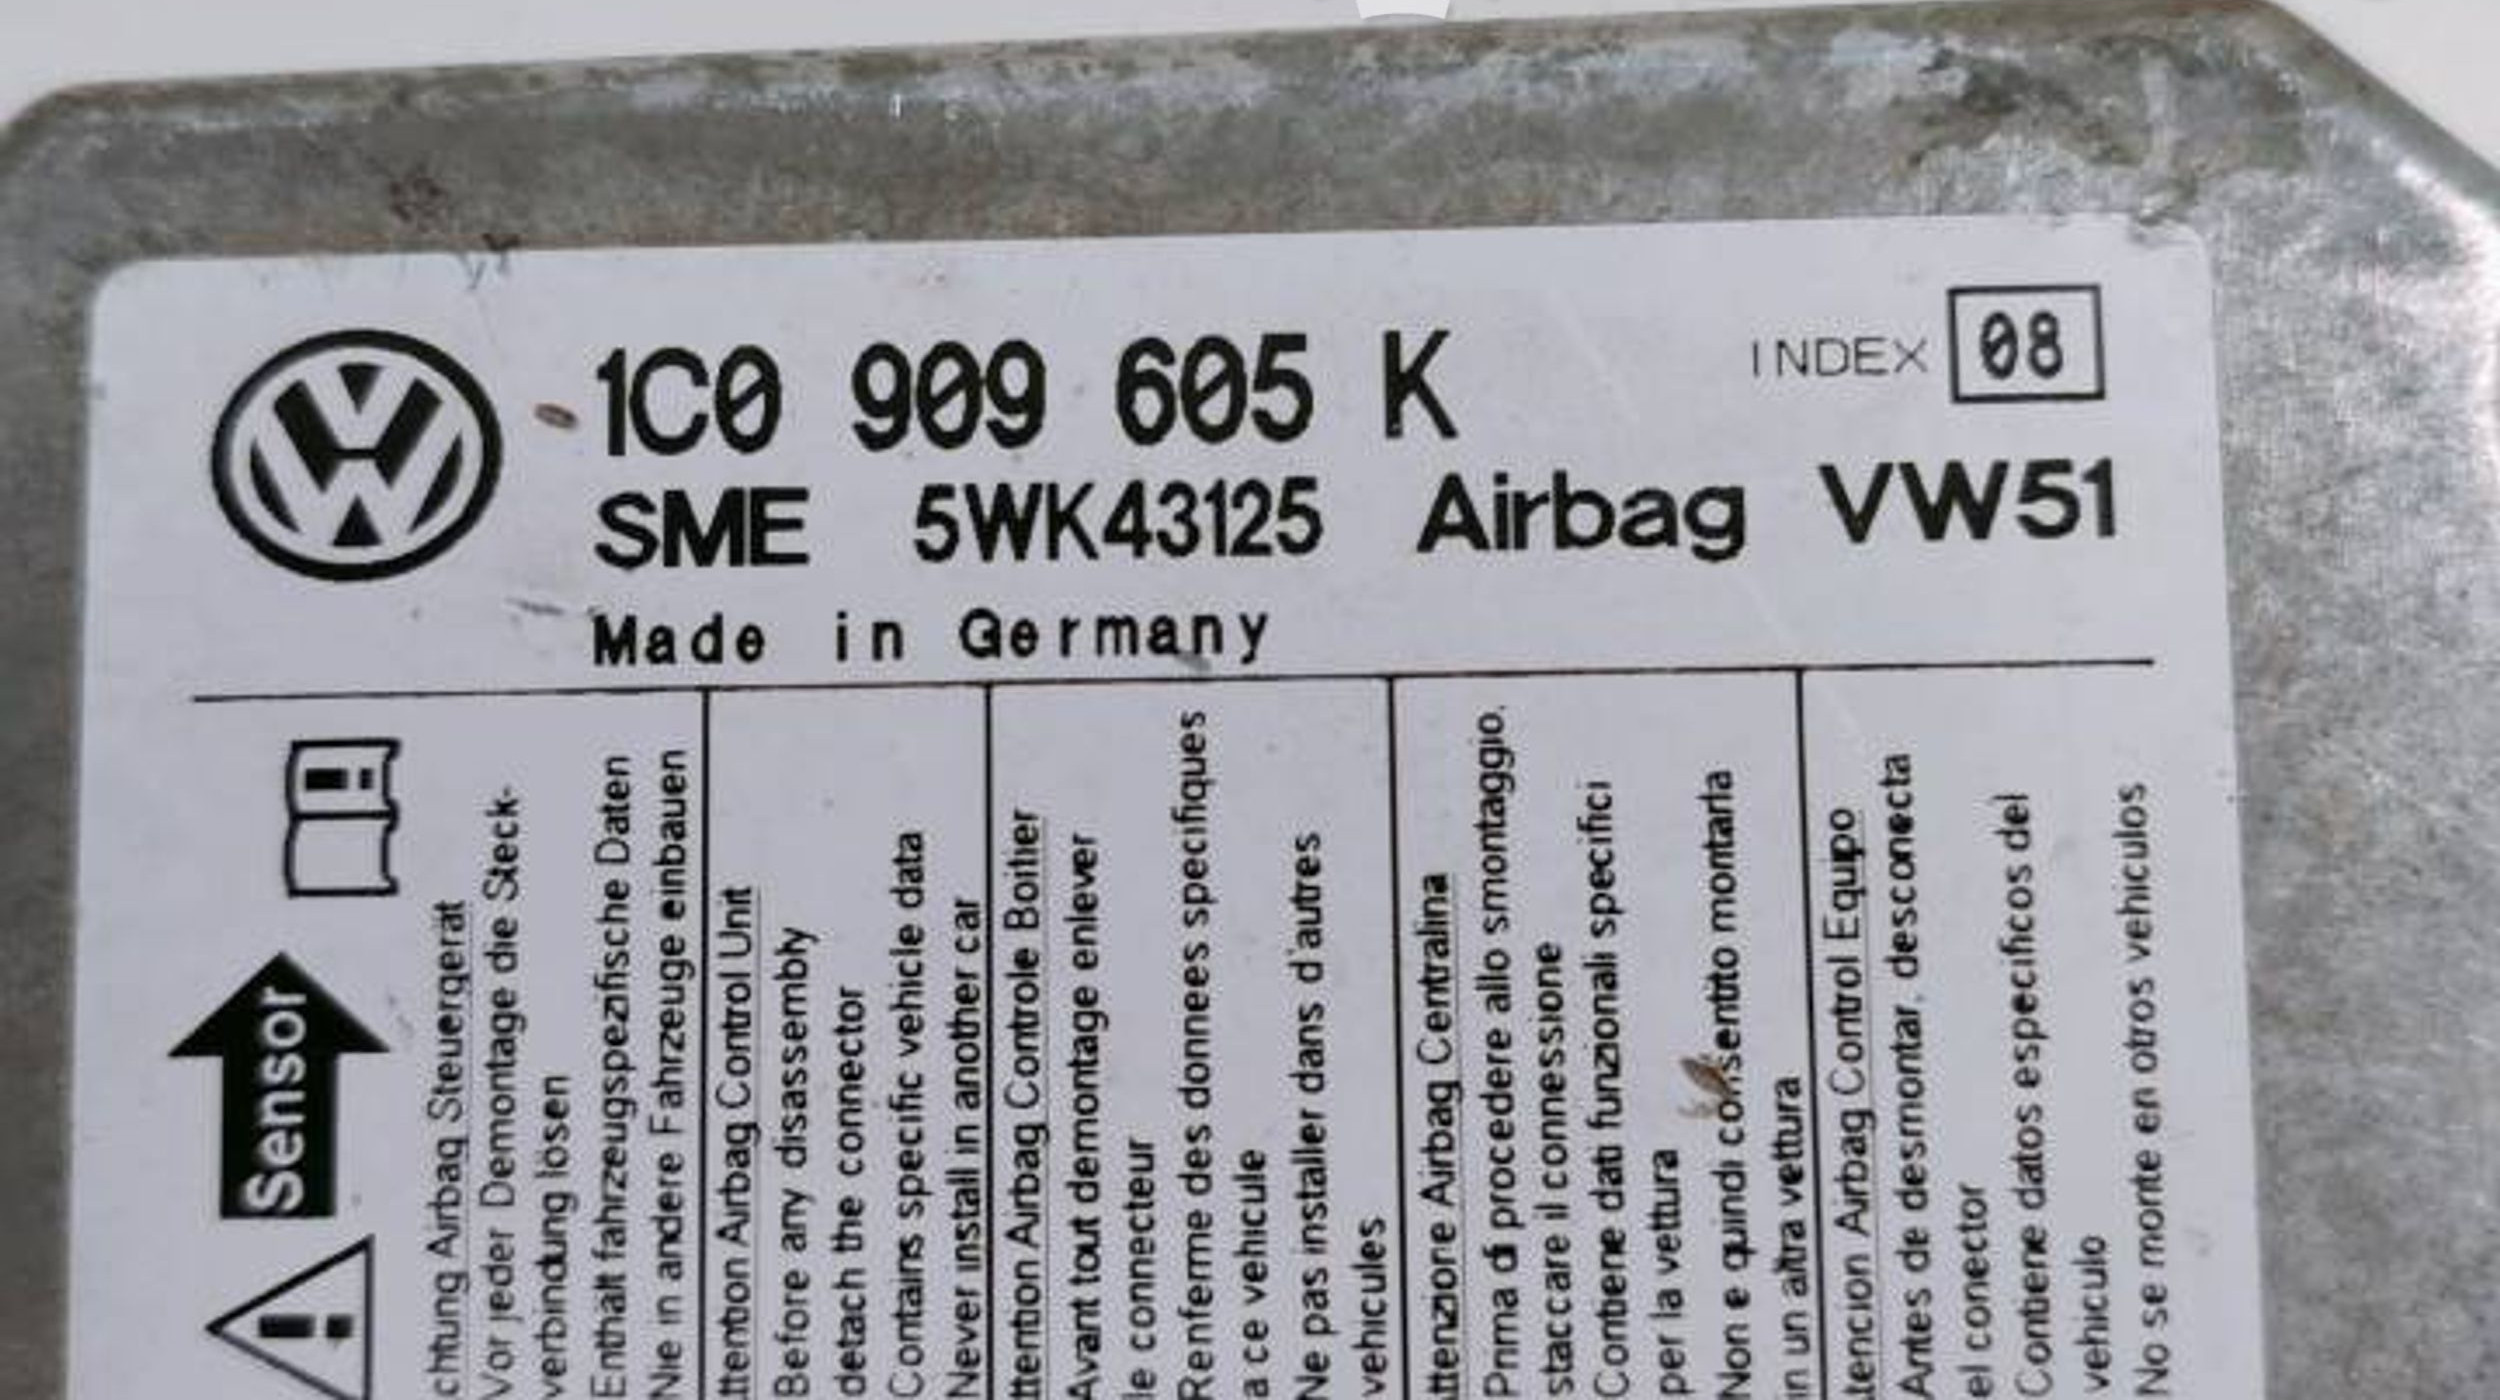 1C0 909 605 K
INDEX 08
SME 5WK43125 Airbag VW51
Made in Germany
Sensor
chtung Airbag Steuergerat
Vor jeder Demontage die Steck-
verbindung losen
Enthalt fahrzeugspezifische Daten
Nie in andere Fahrzeuge einbauen
ttention Airbag Control Unit
Before any disassembly
detach the connector
Contains specific vehicle data
Never install in another car
ttention Airbag Controle Boitier
Avant tout demontage enlever
le connecteur
Renferme des donnees specifiques
a ce vehicule
Ne pas installer dans d'autres
vehicules
ttenzione Airbag Centralina
Prima di procedere allo smontaggio.
staccare il connessione
Contiene dati funzionali specifici
per la vettura
Non e quindi consentito montarla
in un altra vettura
tencion Airbag Control Equipo
Antes de desmontar, desconecta
el conector
Contiene datos especificos del
vehiculo
No se monte en otros vehiculos